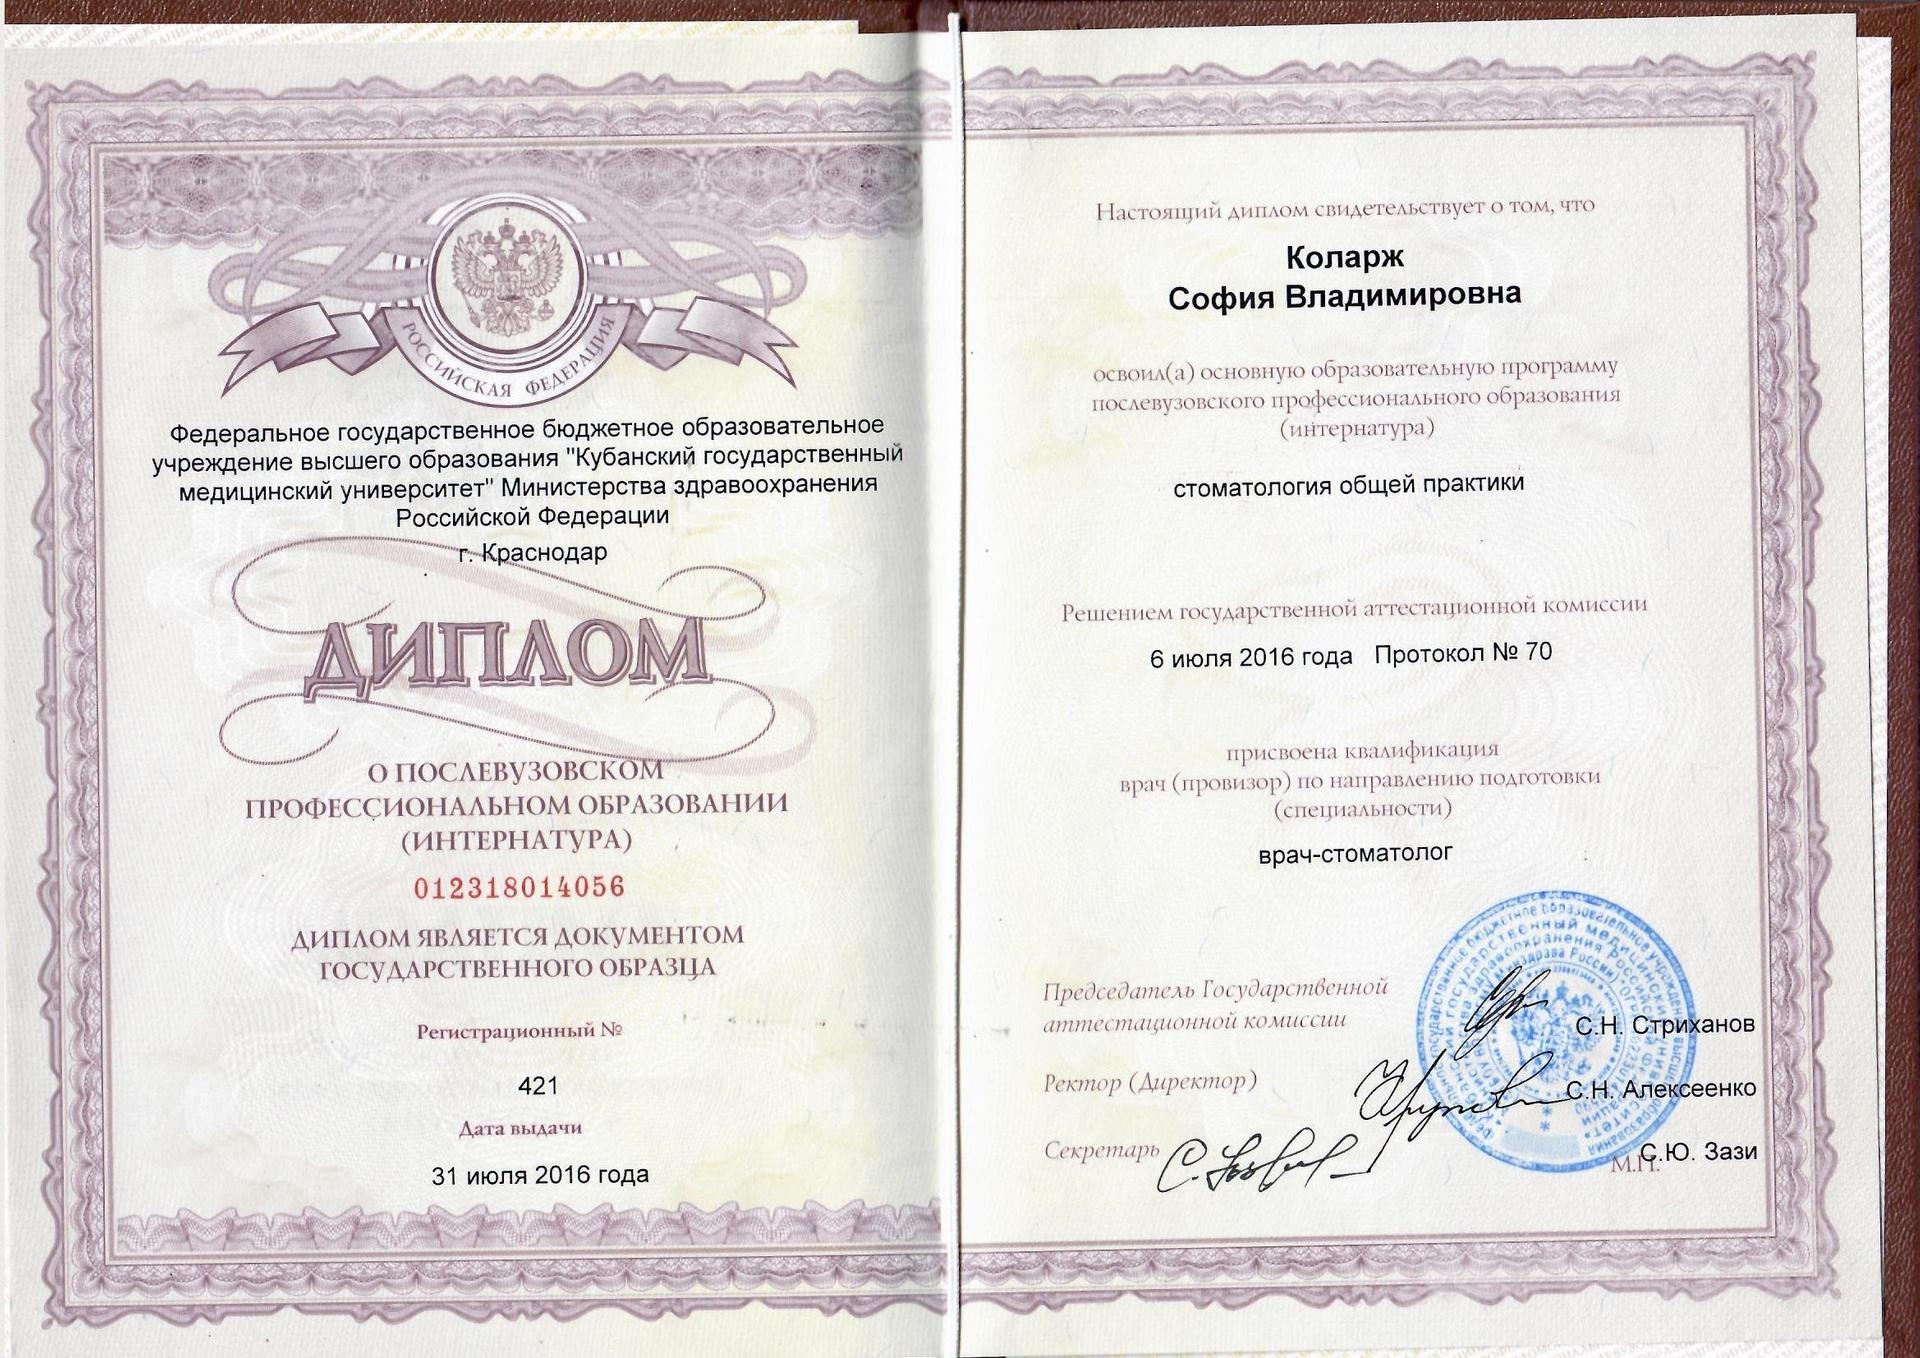 РОССИЙСКАЯ ФЕДЕРАЦИЯ
Федеральное государственное бюджетное образовательное
учреждение высшего образования "Кубанский государственный
медицинский университет" Министерства здравоохранения
Российской Федерации
г. Краснодар
ДИПЛОМ
О ПОСЛЕВУЗОВСКОМ
ПРОФЕССИОНАЛЬНОМ ОБРАЗОВАНИИ
(ИНТЕРНАТУРА)
012318014056
ДИПЛОМ ЯВЛЯЕТСЯ ДОКУМЕНТОМ
ГОСУДАРСТВЕННОГО ОБРАЗЦА
Регистрационный №
421
Дата выдачи
31 июля 2016 года
Настоящий диплом свидетельствует о том, что
Коларж
София Владимировна
освоил(а) основную образовательную программу
послевузовского профессионального образования
(интернатура)
стоматология общей практики
Решением государственной аттестационной комиссии
6 июля 2016 года Протокол № 70
присвоена квалификация
врач (провизор) по направлению подготовки
(специальности)
врач-стоматолог
Председатель Государственной
аттестационной комиссии
С.Н. Стриханов
Ректор (Директор)
С.Н. Алексеенко
Секретарь
С.Ю. Зази
М.П.